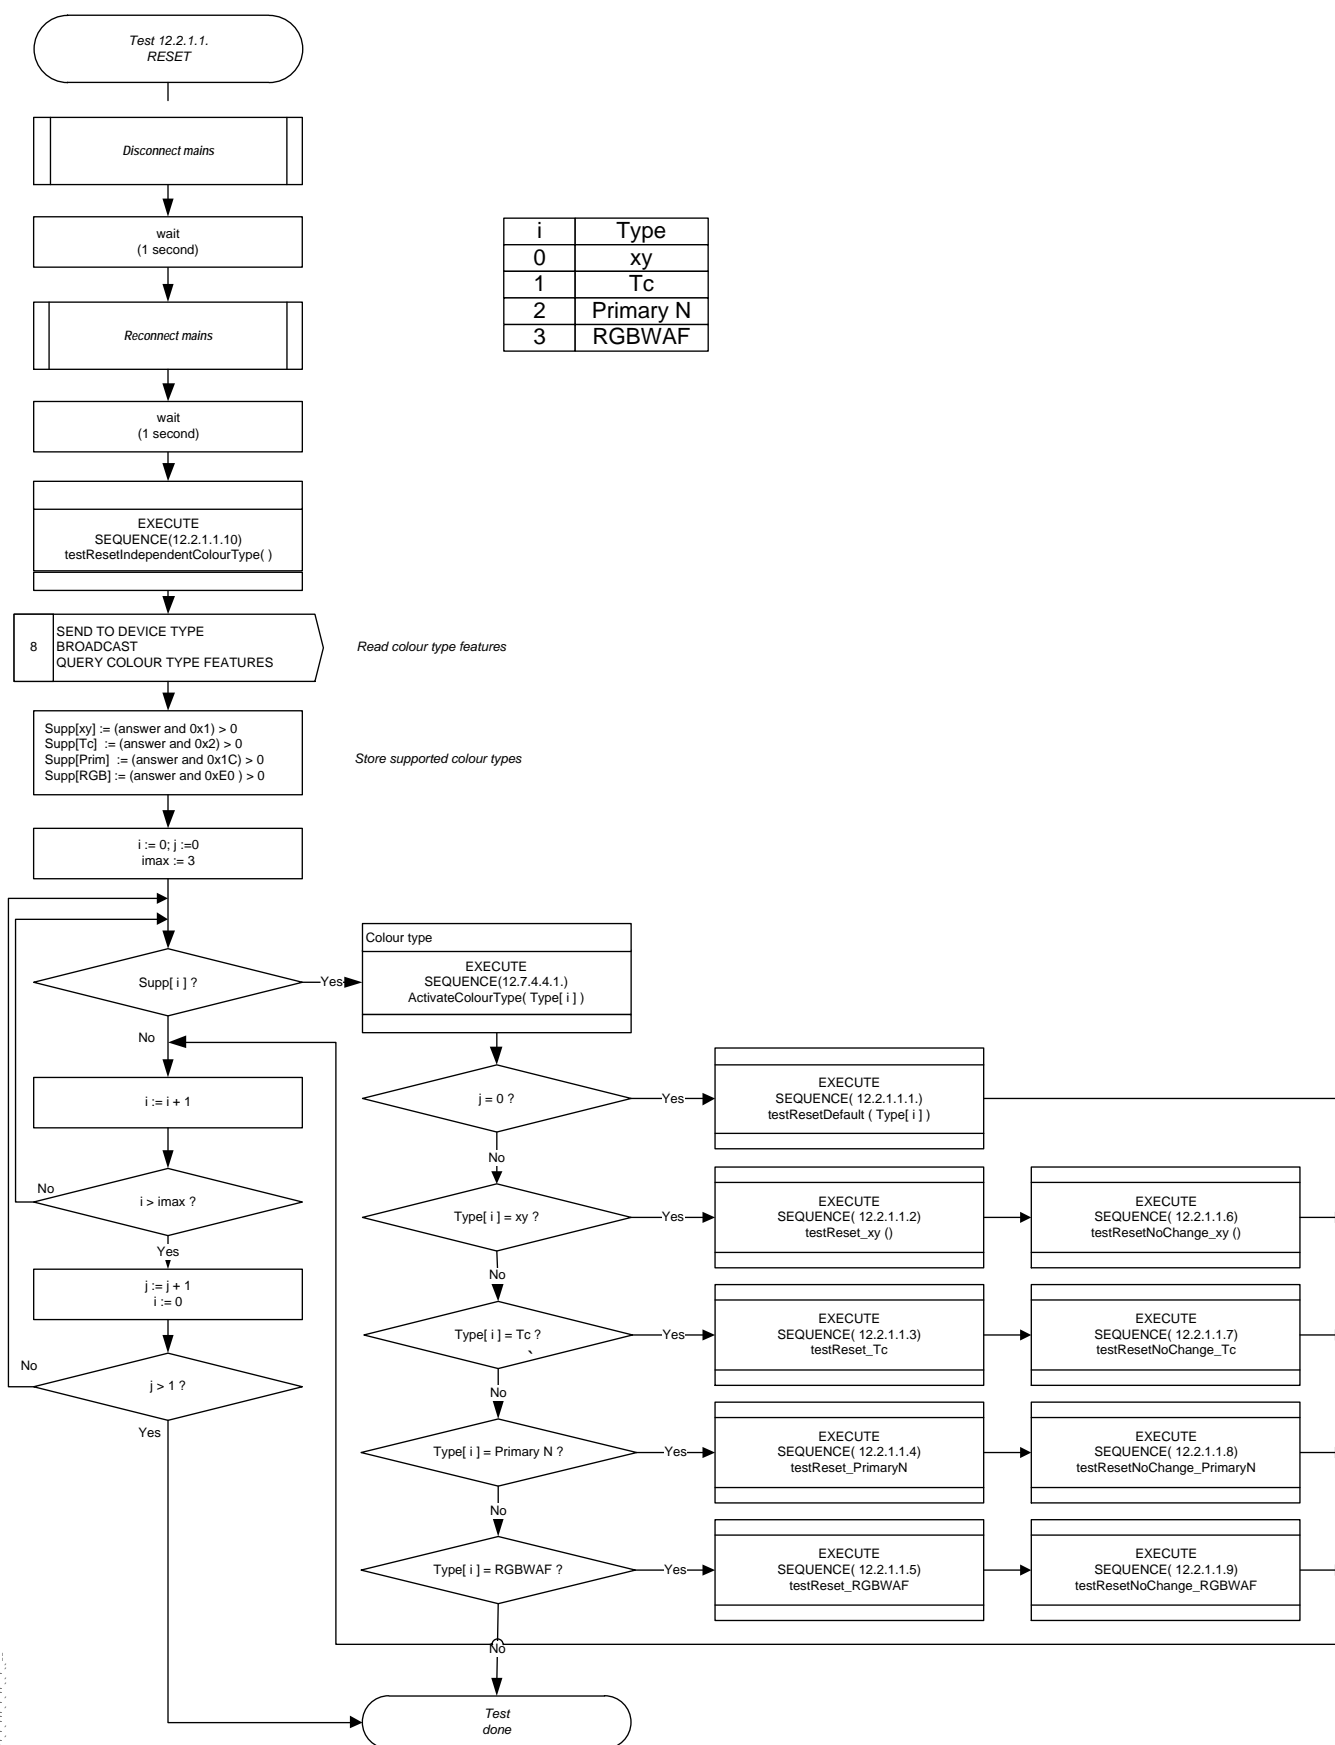 Test 12.2.1.1.
RESET
Disconnect mains
wait
(1 second)
Reconnect mains
wait
(1 second)
i Type
0 xy
1 Tc
2 Primary N
3 RGBWAF
EXECUTE
SEQUENCE(12.2.1.1.10)
testResetIndependentColourType( )
8
SEND TO DEVICE TYPE
BROADCAST
QUERY COLOUR TYPE FEATURES
Read colour type features
Supp[xy] := (answer and 0x1) > 0
Supp[Tc] := (answer and 0x2) > 0
Supp[Prim] := (answer and 0x1C) > 0
Supp[RGB] := (answer and 0xE0 ) > 0
Store supported colour types
i := 0; j :=0
imax := 3
Supp[ i ] ?
Yes
No
Colour type
EXECUTE
SEQUENCE(12.7.4.4.1.)
ActivateColourType( Type[ i ] )
i := i + 1
i > imax ?
No
Yes
j := j + 1
i := 0
j > 1 ?
No
Yes
j = 0 ?
Yes
No
EXECUTE
SEQUENCE( 12.2.1.1.1.)
testResetDefault ( Type[ i ] )
Type[ i ] = xy ?
Yes
No
EXECUTE
SEQUENCE( 12.2.1.1.2)
testReset_xy ()
EXECUTE
SEQUENCE( 12.2.1.1.6)
testResetNoChange_xy ()
Type[ i ] = Tc ?
`
Yes
No
EXECUTE
SEQUENCE( 12.2.1.1.3)
testReset_Tc
EXECUTE
SEQUENCE( 12.2.1.1.7)
testResetNoChange_Tc
Type[ i ] = Primary N ?
Yes
No
EXECUTE
SEQUENCE( 12.2.1.1.4)
testReset_PrimaryN
EXECUTE
SEQUENCE( 12.2.1.1.8)
testResetNoChange_PrimaryN
Type[ i ] = RGBWAF ?
Yes
No
EXECUTE
SEQUENCE( 12.2.1.1.5)
testReset_RGBWAF
EXECUTE
SEQUENCE( 12.2.1.1.9)
testResetNoChange_RGBWAF
Test
done